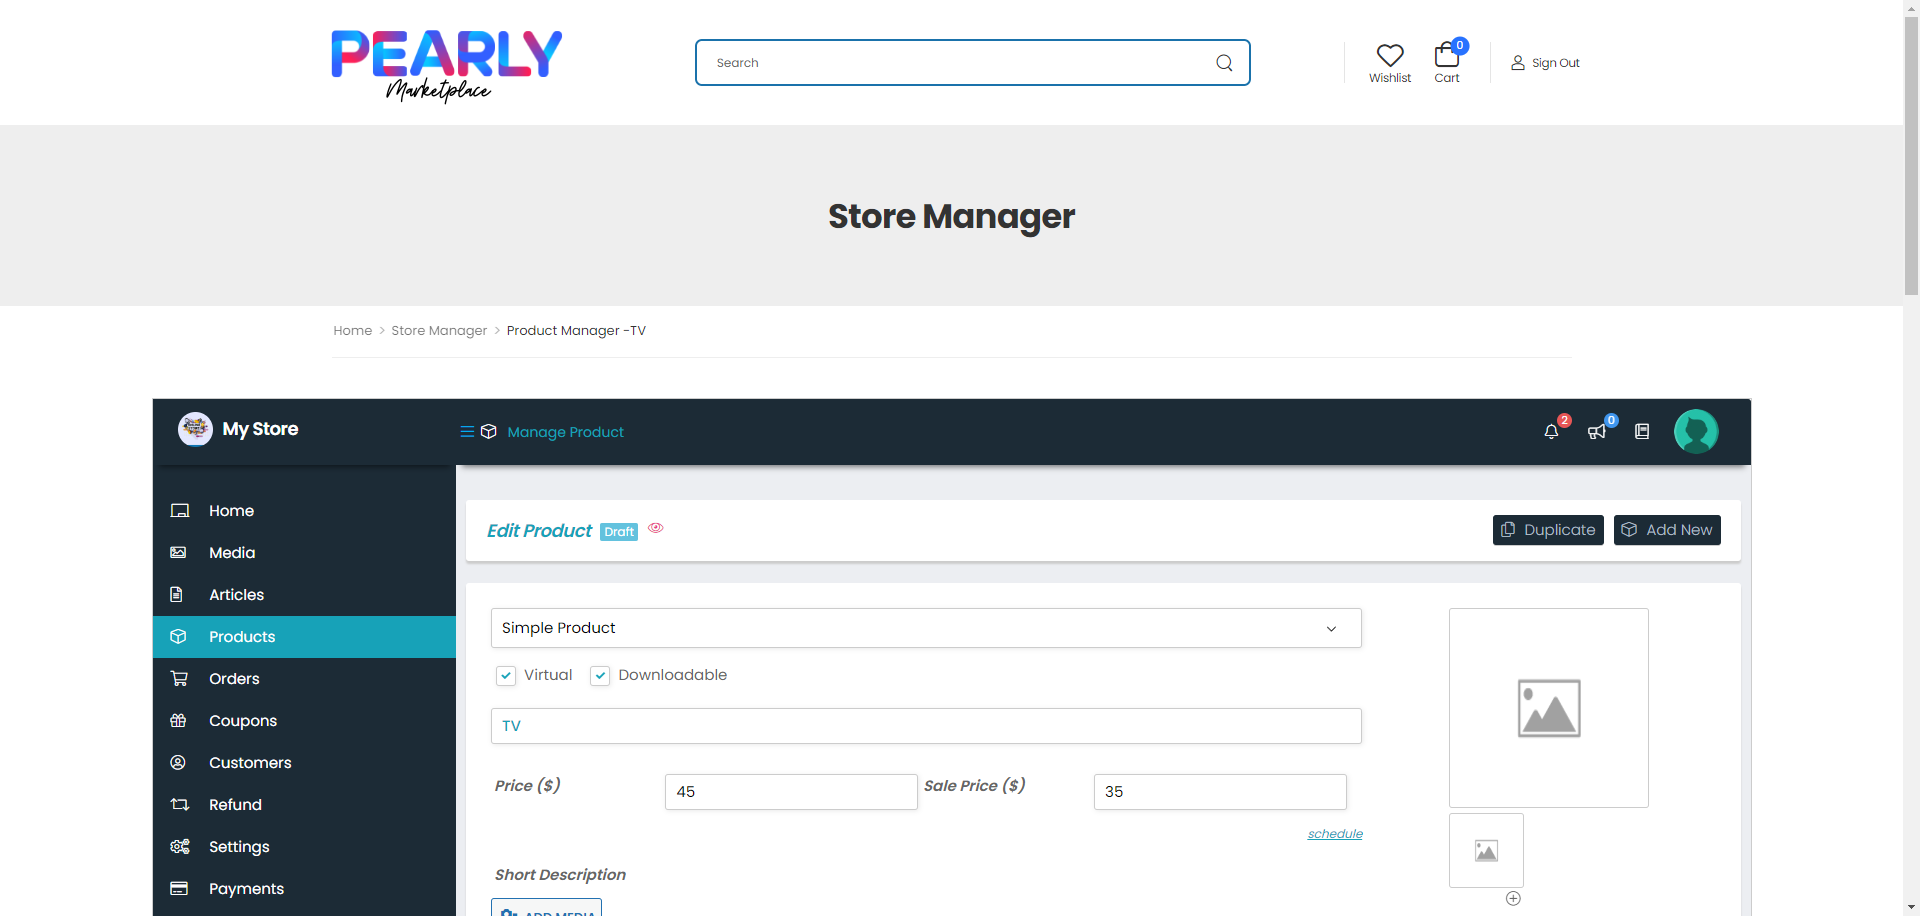 PEARLY
Marketplace
Search
Wishlist
0
Cart
Sign Out
Store Manager
Home > Store Manager > Product Manager -TV
My Store
Manage Product
2
0
Home
Media
Articles
Products
Orders
Coupons
Customers
Refund
Settings
Payments
Edit Product Draft
Duplicate
Add New
Simple Product
Virtual Downloadable
TV
Price ($) 45 Sale Price ($) 35
schedule
Short Description
ADD MEDIA